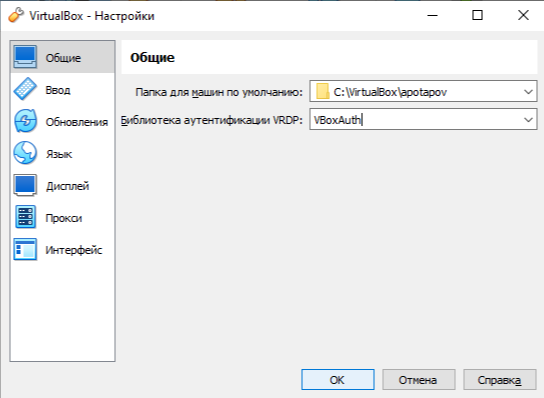 VirtualBox - Настройки
Общие
Ввод
Обновления
Язык
Дисплей
Прокси
Интерфейс
Общие
Папка для машин по умолчанию: C:\VirtualBox\apotapov
Библиотека аутентификации VRDP: VBoxAuth
OK Отмена Справка